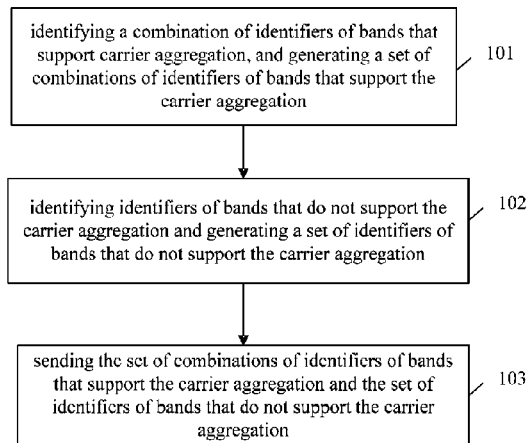 identifying a combination of identifiers of bands that
support carrier aggregation, and generating a set of
combinations of identifiers of bands that support the
carrier aggregation
101
identifying identifiers of bands that do not support the
carrier aggregation and generating a set of identifiers of
bands that do not support the carrier aggregation
102
sending the set of combinations of identifiers of bands
that support the carrier aggregation and the set of
identifiers of bands that do not support the carrier
aggregation
103